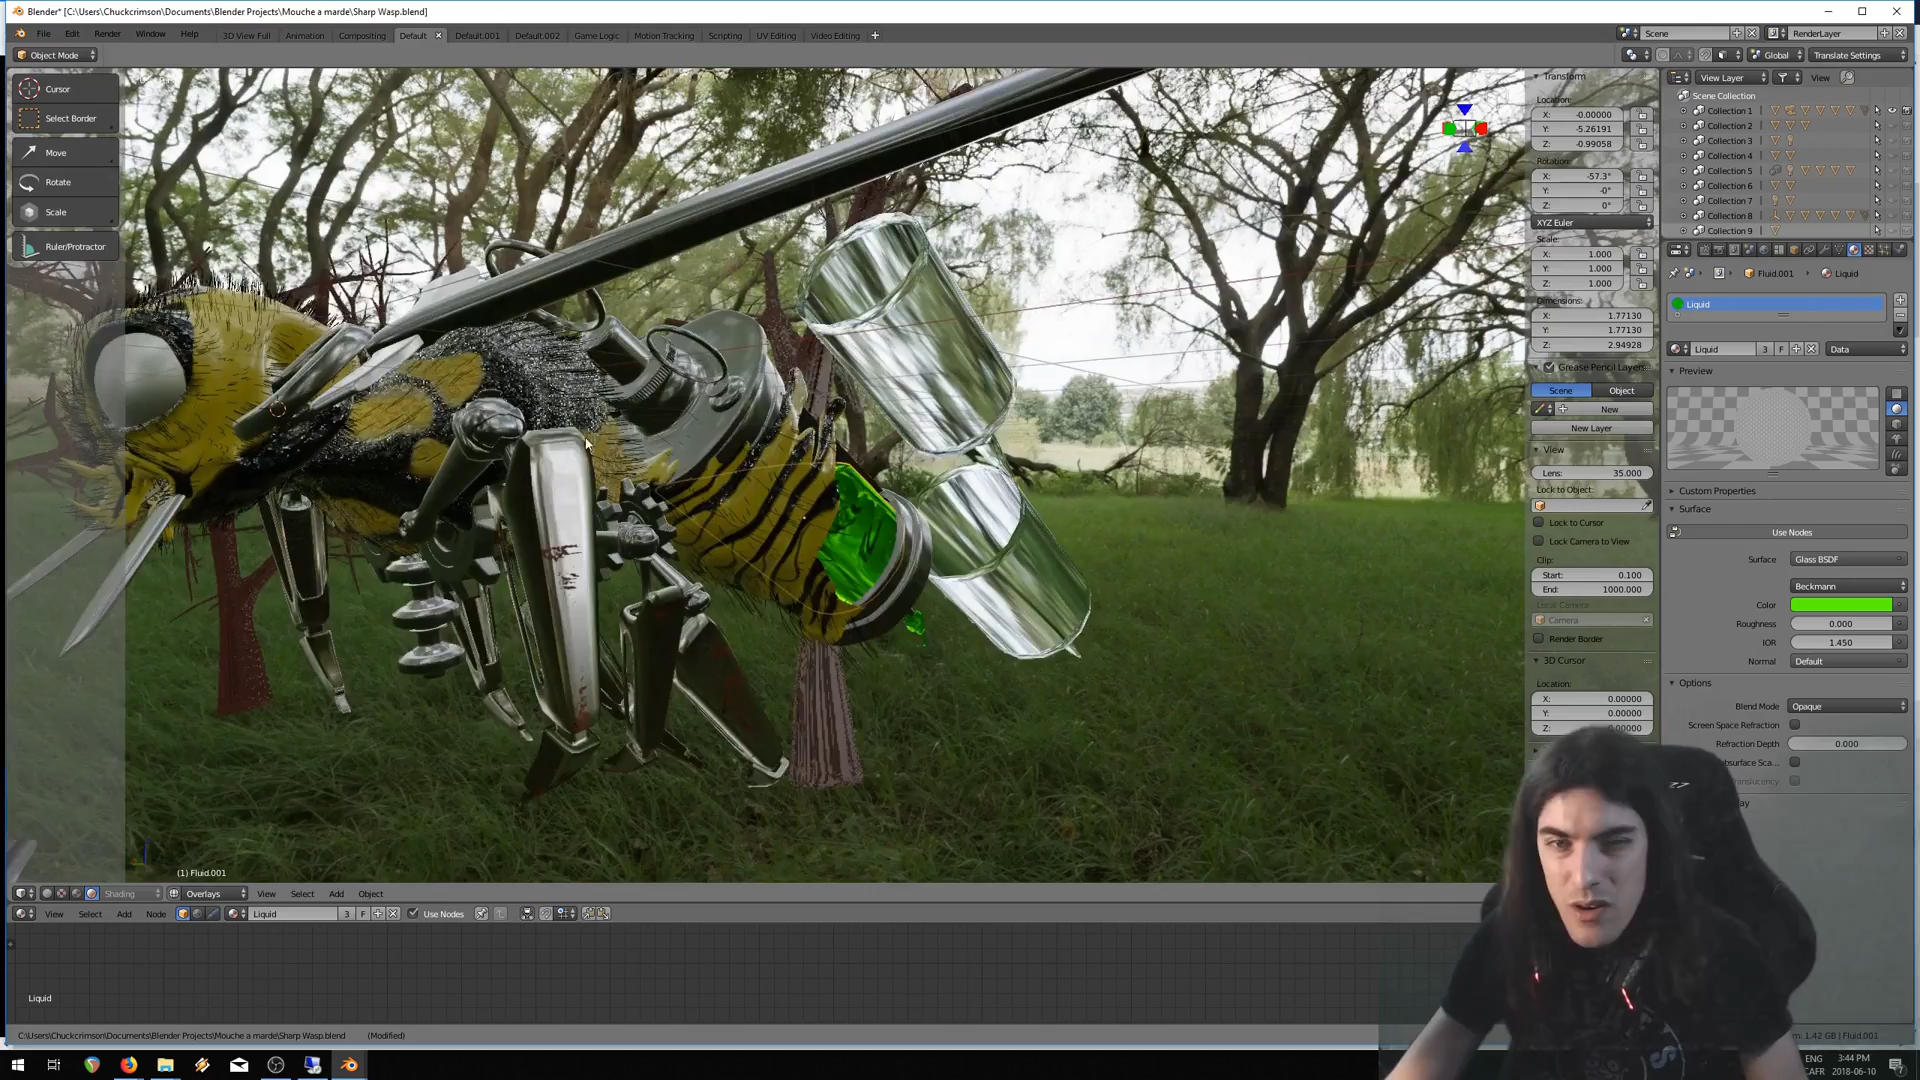 Blender* [C:\Users\Chuckcrimson\Documents\Blender Projects\Mouche a marde\Sharp Wasp.blend]
File Edit Render Window Help
3D View Full Animation Compositing Default Default.001 Default.002 Game Logic Motion Tracking Scripting UV Editing Video Editing
Scene RenderLayer
Object Mode Global Translate Settings
Cursor
Select Border
Move
Rotate
Scale
Ruler/Protractor
Transform
Location:
X: -0.00000
Y: -5.26191
Z: -0.99058
Rotation:
X: -57.3°
Y: -0°
Z: 0°
XYZ Euler
Scale:
X: 1.000
Y: 1.000
Z: 1.000
Dimensions:
X: 1.77130
Y: 1.77130
Z: 2.94928
Grease Pencil Layers
Scene Object
New
New Layer
View
Lens: 35.000
Lock to Object:
Lock to Cursor
Lock Camera to View
Clip:
Start: 0.100
End: 1000.000
Local Camera:
Camera
Render Border
3D Cursor
Location:
X: 0.00000
Y: 0.00000
Z: 0.00000
View Layer View
Scene Collection
Collection 1
Collection 2
Collection 3
Collection 4
Collection 5
Collection 6
Collection 7
Collection 8
Collection 9
Fluid.001 Liquid
Liquid
Liquid 3 F Data
Preview
Custom Properties
Surface
Use Nodes
Surface: Glass BSDF
Beckmann
Color
Roughness: 0.000
IOR: 1.450
Normal Default
Options
Blend Mode Opaque
Screen Space Refraction
Refraction Depth 0.000
(1) Fluid.001
Shading Overlays View Select Add Object
View Select Add Node Liquid 3 F Use Nodes
Liquid
C:\Users\Chuckcrimson\Documents\Blender Projects\Mouche a marde\Sharp Wasp.blend (Modified)
1.42 GB | Fluid.001
ENG 3:44 PM
CAFR 2018-06-10